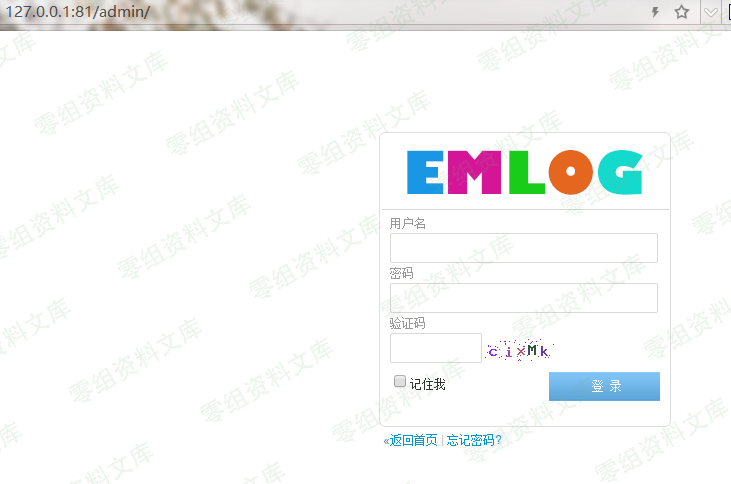 127.0.0.1:81/admin/
EMLOG
用户名
密码
验证码
cixMk
记住我
登 录
«返回首页 | 忘记密码?
零组资料文库